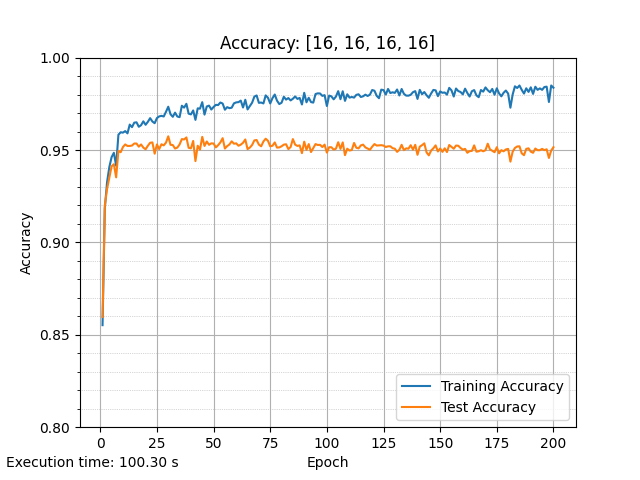 Accuracy: [16, 16, 16, 16]
1.00
0.95
0.90
0.85
0.80
Accuracy
Training Accuracy
Test Accuracy
0 25 50 75 100 125 150 175 200
Execution time: 100.30 s
Epoch